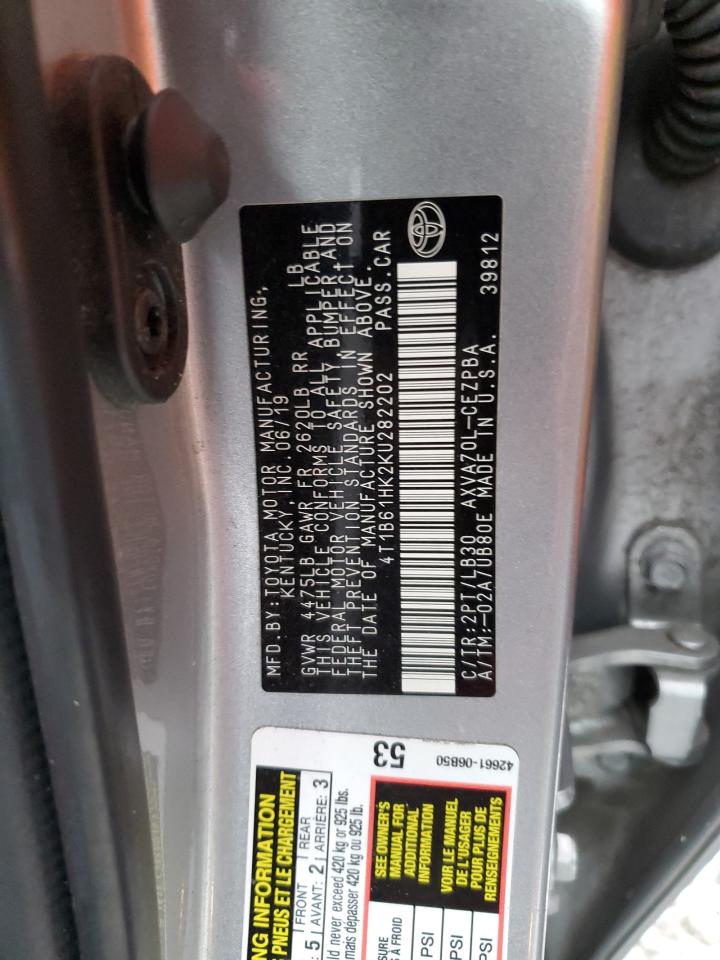 MFD.BY:TOYOTA MOTOR MANUFACTURING,
KENTUCKY, INC. 06/19
GVWR 4475LB GAWR FR 2620LB RR LB
THIS VEHICLE CONFORMS TO ALL APPLICABLE
FEDERAL MOTOR VEHICLE SAFETY, BUMPER, AND
THEFT PREVENTION STANDARDS IN EFFECT ON
THE DATE OF MANUFACTURE SHOWN ABOVE.
4T1B61HK2KU282202 PASS.CAR
C/TR:2PT/LB30 AXVA70L-CEZPBA
A/TM:-02A/UB80E MADE IN U.S.A. 39812
53
42661-06B50
NG INFORMATION
PNEUS ET LE CHARGEMENT
5 FRONT REAR
AVANT: 2 ARRIÈRE: 3
ld never exceed 420 kg or 925 lbs.
mais dépasser 420 kg ou 925 lb.
SEE OWNER'S
MANUAL FOR
ADDITIONAL
INFORMATION
VOIR LE MANUEL
DE L'USAGER
POUR PLUS DE
RENSEIGNEMENTS
SURE
À FROID
PSI
PSI
PSI